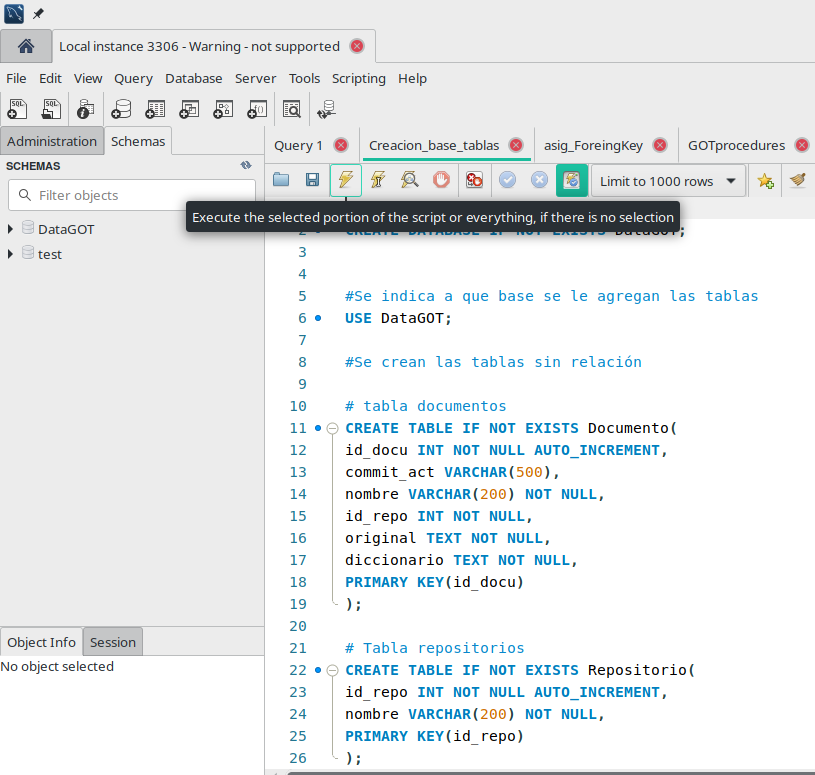 Local instance 3306 - Warning - not supported
File Edit View Query Database Server Tools Scripting Help
Administration Schemas
Query 1 Creacion_base_tablas asig_ForeingKey GOTprocedures
SCHEMAS
Limit to 1000 rows
Filter objects
Execute the selected portion of the script or everything, if there is no selection
DataGOT
test
2 CREATE DATABASE IF NOT EXISTS DataGOT;
3
4
5 #Se indica a que base se le agregan las tablas
6 USE DataGOT;
7
8 #Se crean las tablas sin relación
9
10 # tabla documentos
11 CREATE TABLE IF NOT EXISTS Documento(
12 id_docu INT NOT NULL AUTO_INCREMENT,
13 commit_act VARCHAR(500),
14 nombre VARCHAR(200) NOT NULL,
15 id_repo INT NOT NULL,
16 original TEXT NOT NULL,
17 diccionario TEXT NOT NULL,
18 PRIMARY KEY(id_docu)
19 );
20
21 # Tabla repositorios
22 CREATE TABLE IF NOT EXISTS Repositorio(
23 id_repo INT NOT NULL AUTO_INCREMENT,
24 nombre VARCHAR(200) NOT NULL,
25 PRIMARY KEY(id_repo)
26 );
Object Info Session
No object selected